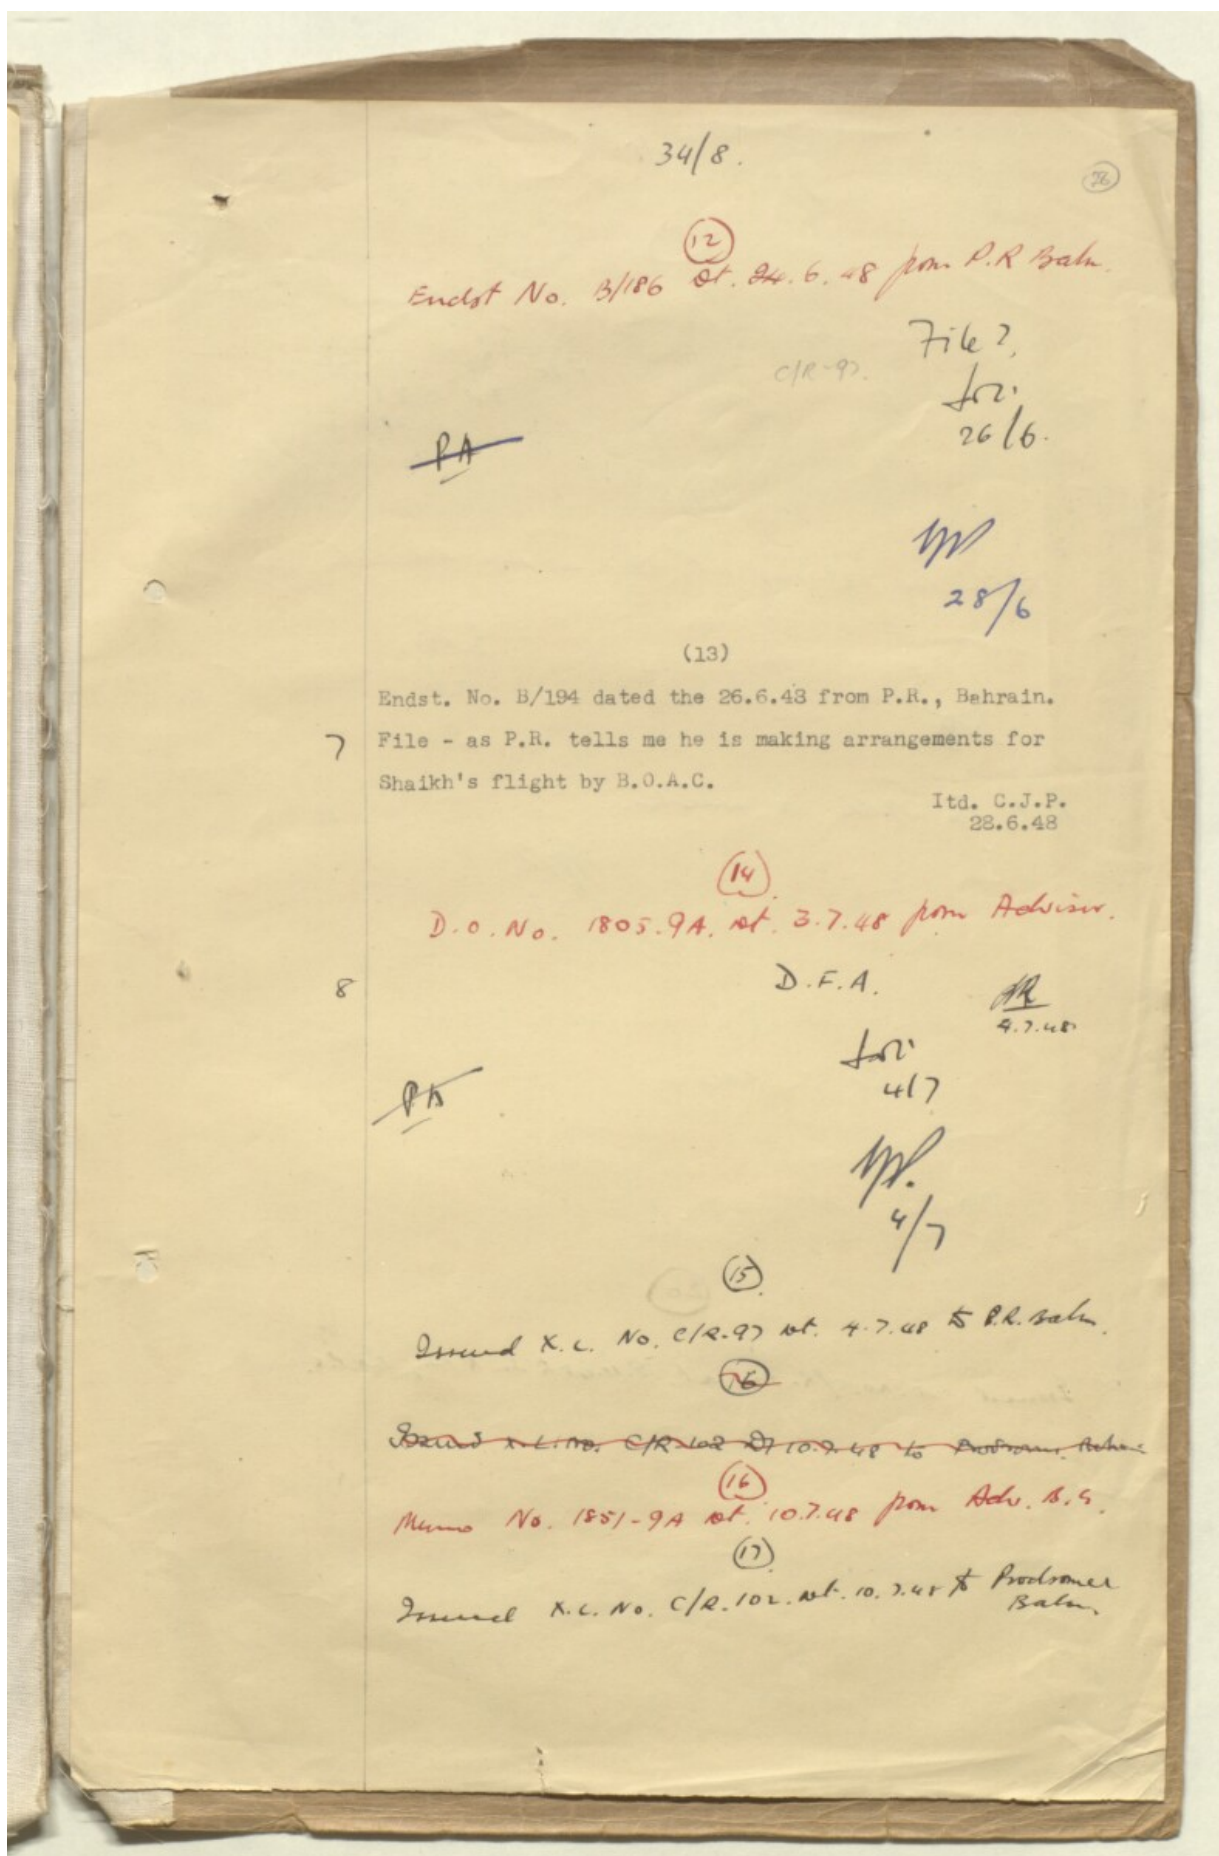 34/8.
76
12
Endst No. B/186 dt. 24.6.48 from P.R Bahn.
File ?
C/R-97.
26/6.
PA
28/6
(13)
Endst. No. B/194 dated the 26.6.48 from P.R., Bahrain.
7 File - as P.R. tells me he is making arrangements for
Shaikh's flight by B.O.A.C.
Itd. C.J.P.
28.6.48
14
D.O. No. 1805-9A. dt. 3.7.48 from Adviser.
8 D.F.A.
4.7.48
4/7
PA
4/7
15
Issued X.L. No. C/R-97 dt. 4.7.48 to P.R. Bahn.
16
Issued X.L. No. C/R-102 dt 10.7.48 to Prodromer,
16
Memo No. 1851-9A dt. 10.7.48 from Adv. B.G.
17
Issued X.L. No. C/R.102. dt. 10.7.48 to Prodromer
Bahn.